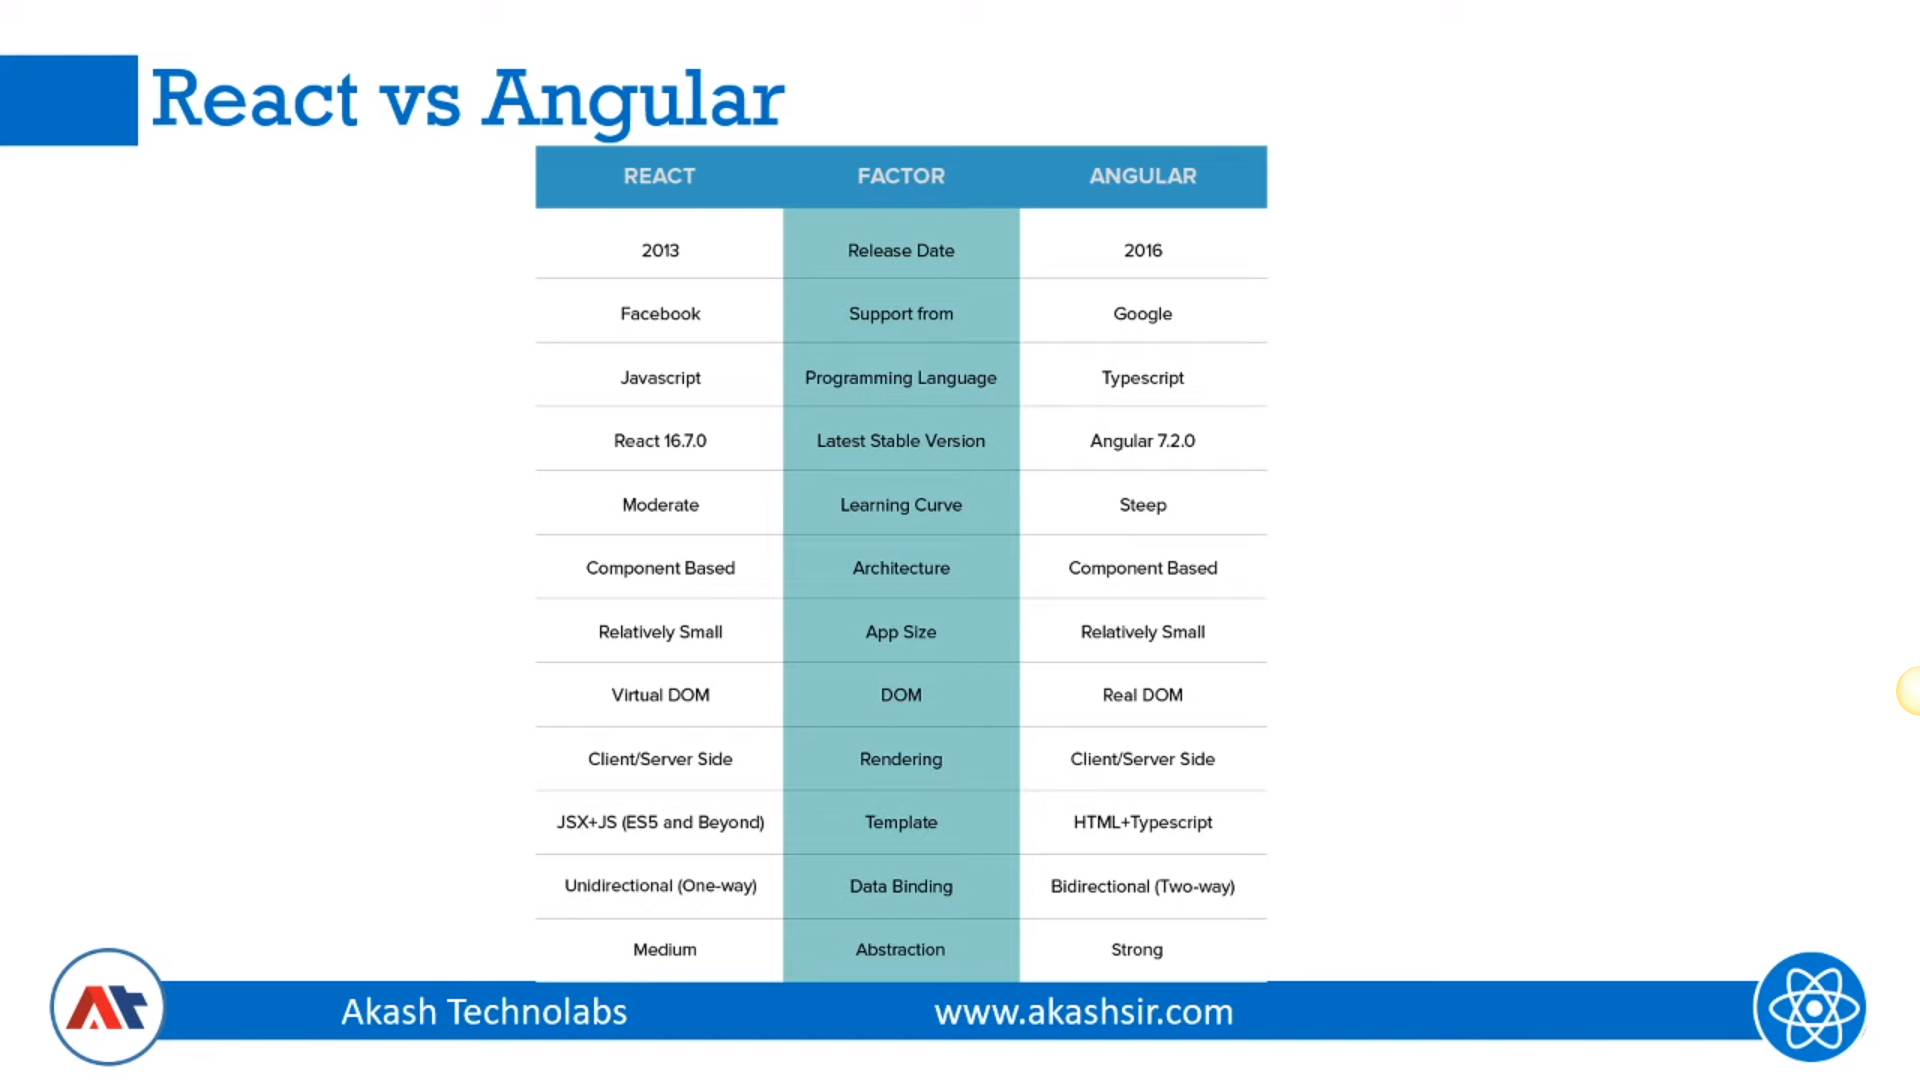 React vs Angular
REACT FACTOR ANGULAR
2013 Release Date 2016
Facebook Support from Google
Javascript Programming Language Typescript
React 16.7.0 Latest Stable Version Angular 7.2.0
Moderate Learning Curve Steep
Component Based Architecture Component Based
Relatively Small App Size Relatively Small
Virtual DOM DOM Real DOM
Client/Server Side Rendering Client/Server Side
JSX+JS (ES5 and Beyond) Template HTML+Typescript
Unidirectional (One-way) Data Binding Bidirectional (Two-way)
Medium Abstraction Strong
Akash Technolabs www.akashsir.com